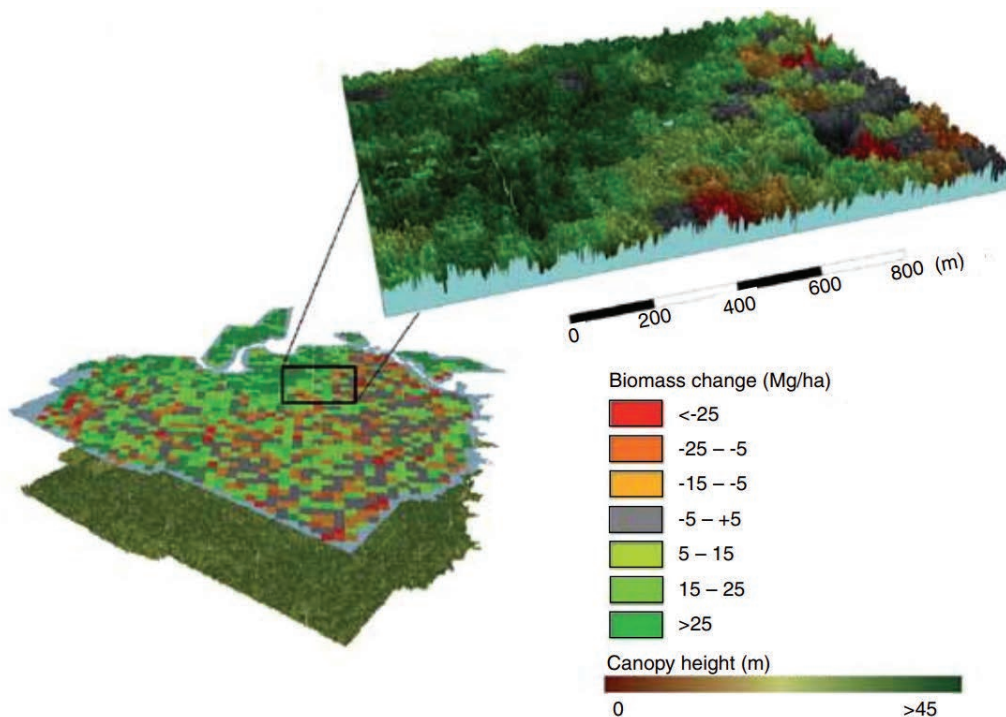 0 200 400 600 800 (m)
Biomass change (Mg/ha)
<-25
-25 – -5
-15 – -5
-5 – +5
5 – 15
15 – 25
>25
Canopy height (m)
0 >45